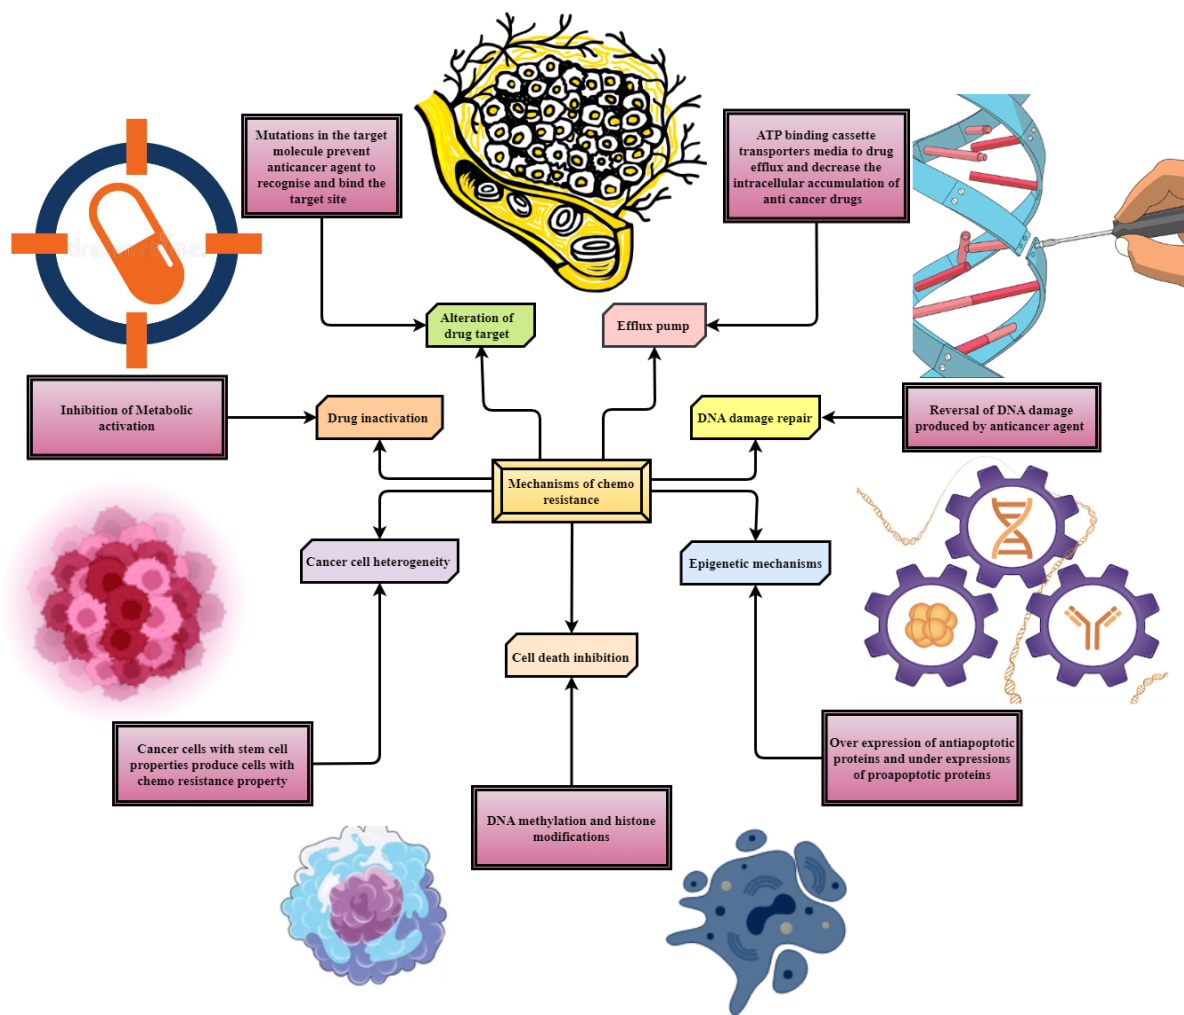 Mutations in the target
molecule prevent
anticancer agent to
recognise and bind the
target site
ATP binding cassette
transporters media to drug
efflux and decrease the
intracellular accumulation of
anti cancer drugs
Alteration of
drug target
Efflux pump
Inhibition of Metabolic
activation
Drug inactivation
DNA damage repair
Reversal of DNA damage
produced by anticancer agent
Mechanisms of chemo
resistance
Cancer cell heterogeneity
Epigenetic mechanisms
Cell death inhibition
Cancer cells with stem cell
properties produce cells with
chemo resistance property
Over expression of antiapoptotic
proteins and under expressions
of proapoptotic proteins
DNA methylation and histone
modifications